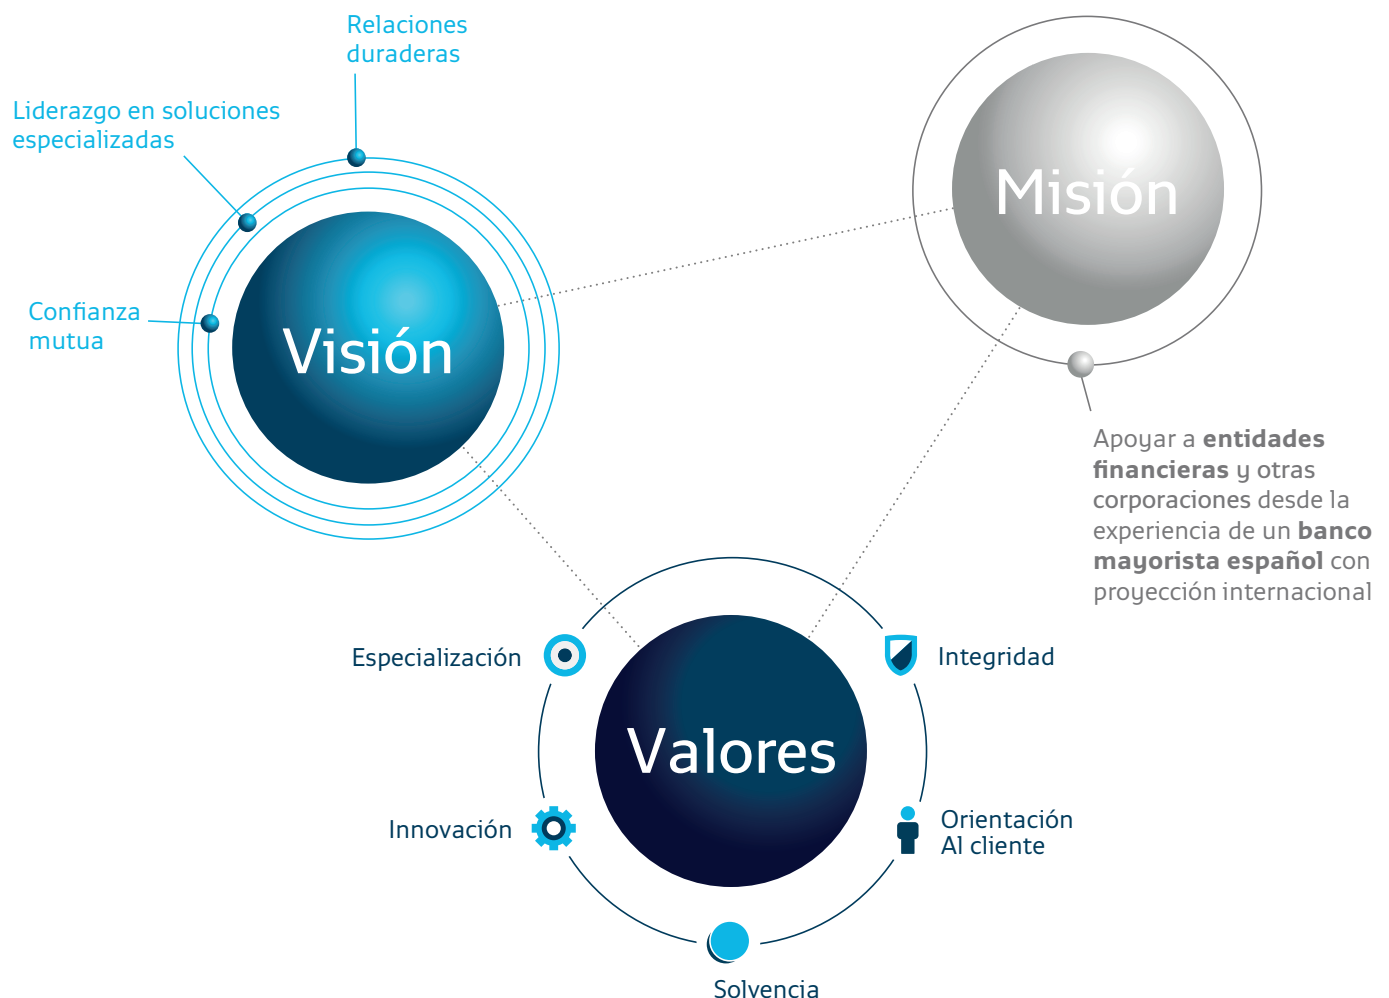 Relaciones
duraderas
Liderazgo en soluciones
especializadas
Confianza
mutua
Visión
Misión
Apoyar a entidades
financieras y otras
corporaciones desde la
experiencia de un banco
mayorista español con
proyección internacional
Especialización
Integridad
Valores
Innovación
Orientación
Al cliente
Solvencia